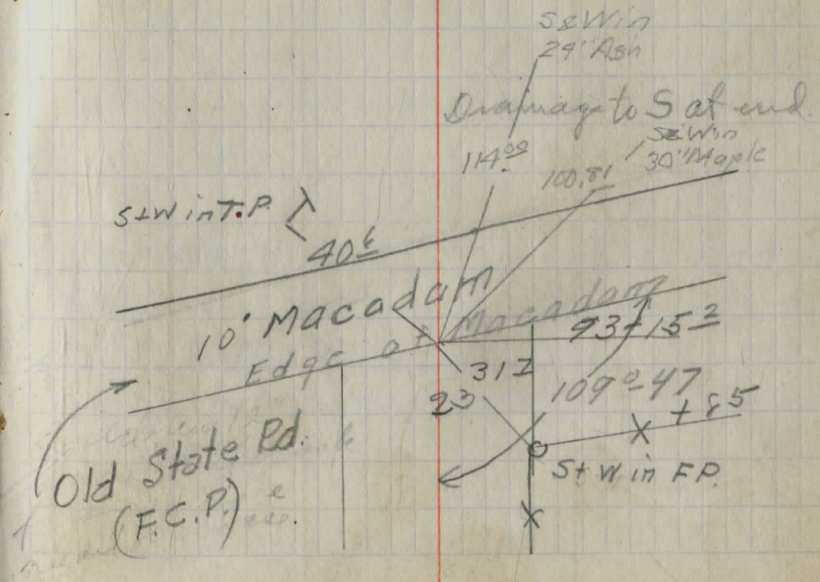 S&Win
24" Ash
Drainage to S at end.
S&Win
30" Maple
114.00
100.81
S+W in T.P.
40 6
10' Macadam
Edge of Macadam
93+15 2
31 2
23
109°-47
+85
S+W in F.P.
Old State Rd.
(F.C.P.)